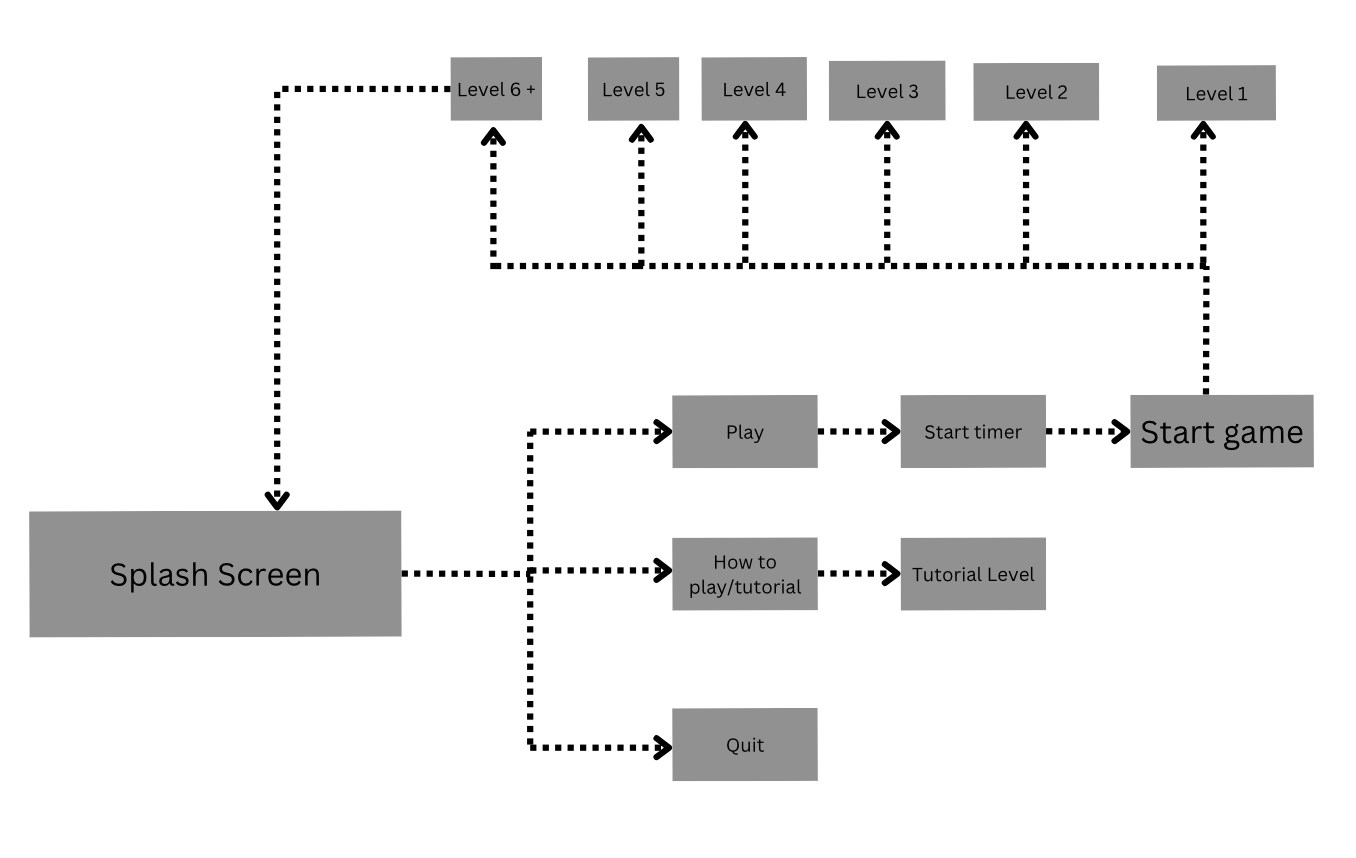 Level 6 +
Level 5
Level 4
Level 3
Level 2
Level 1
Play
Start timer
Start game
Splash Screen
How to
play/tutorial
Tutorial Level
Quit